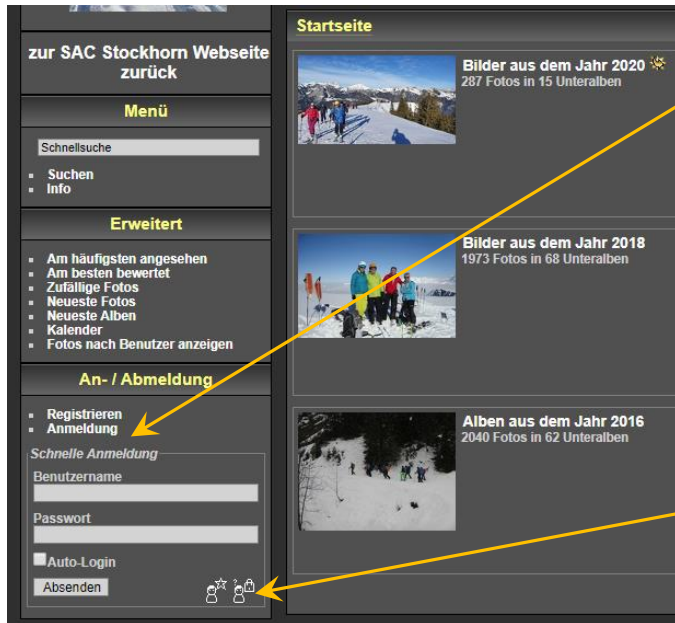 zur SAC Stockhorn Webseite
zurück
Menü
Schnellsuche
Suchen
Info
Erweitert
Am häufigsten angesehen
Am besten bewertet
Zufällige Fotos
Neueste Fotos
Neueste Alben
Kalender
Fotos nach Benutzer anzeigen
An- / Abmeldung
Registrieren
Anmeldung
Schnelle Anmeldung
Benutzername
Passwort
Auto-Login
Absenden
Startseite
Bilder aus dem Jahr 2020
287 Fotos in 15 Unteralben
Bilder aus dem Jahr 2018
1973 Fotos in 68 Unteralben
Alben aus dem Jahr 2016
2040 Fotos in 62 Unteralben